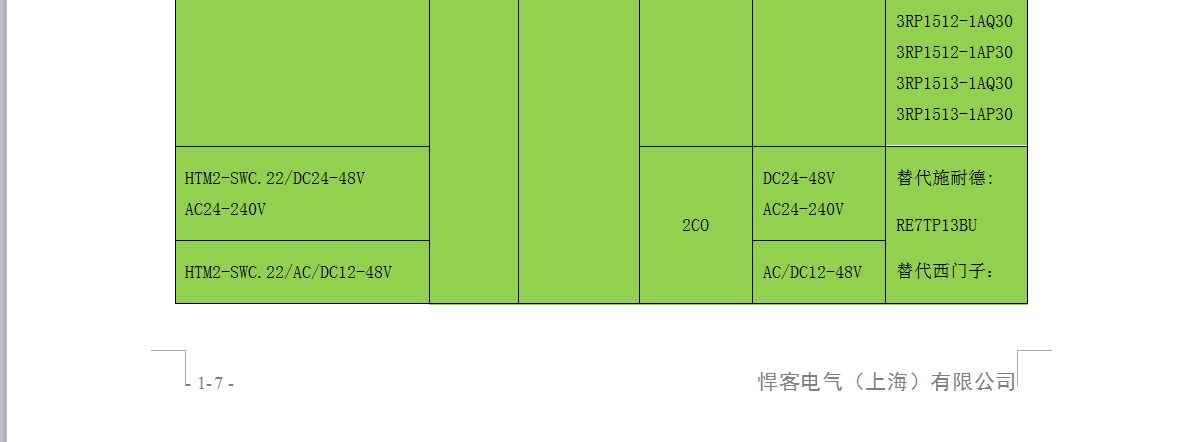 3RP1512-1AQ30
3RP1512-1AP30
3RP1513-1AQ30
3RP1513-1AP30
HTM2-SWC.22/DC24-48V
AC24-240V
2CO
DC24-48V
AC24-240V
替代施耐德:
RE7TP13BU
HTM2-SWC.22/AC/DC12-48V
AC/DC12-48V
替代西门子：
- 1-7 -
悍客电气（上海）有限公司